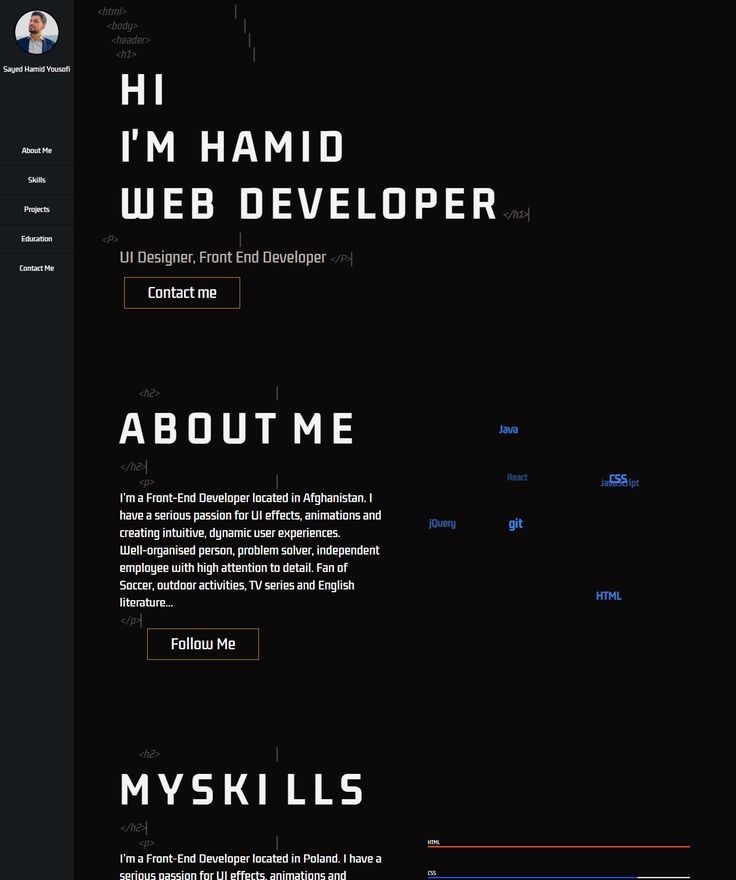 Sayed Hamid Yousofi
About Me
Skills
Projects
Education
Contact Me
<html>
<body>
<header>
<h1>
HI
I'M HAMID
WEB DEVELOPER </h1>
<P>
UI Designer, Front End Developer </P>
Contact me
<h2>
ABOUT ME
</h2>
<p>
I'm a Front-End Developer located in Afghanistan. I
have a serious passion for UI effects, animations and
creating intuitive, dynamic user experiences.
Well-organised person, problem solver, independent
employee with high attention to detail. Fan of
Soccer, outdoor activities, TV series and English
literature...
</p>
Follow Me
Java
React
CSS
JavaScript
jQuery
git
HTML
<h2>
MYSKI LLS
</h2>
<p>
I'm a Front-End Developer located in Poland. I have a
serious passion for UI effects, animations and
HTML
CSS